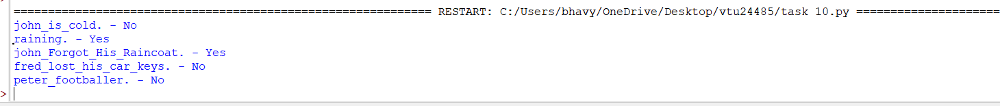 ============================================================= RESTART: C:/Users/bhavy/OneDrive/Desktop/vtu24485/task 10.py =====================
john_is_cold. - No
raining. - Yes
john_Forgot_His_Raincoat. - Yes
fred_lost_his_car_keys. - No
peter_footballer. - No
>